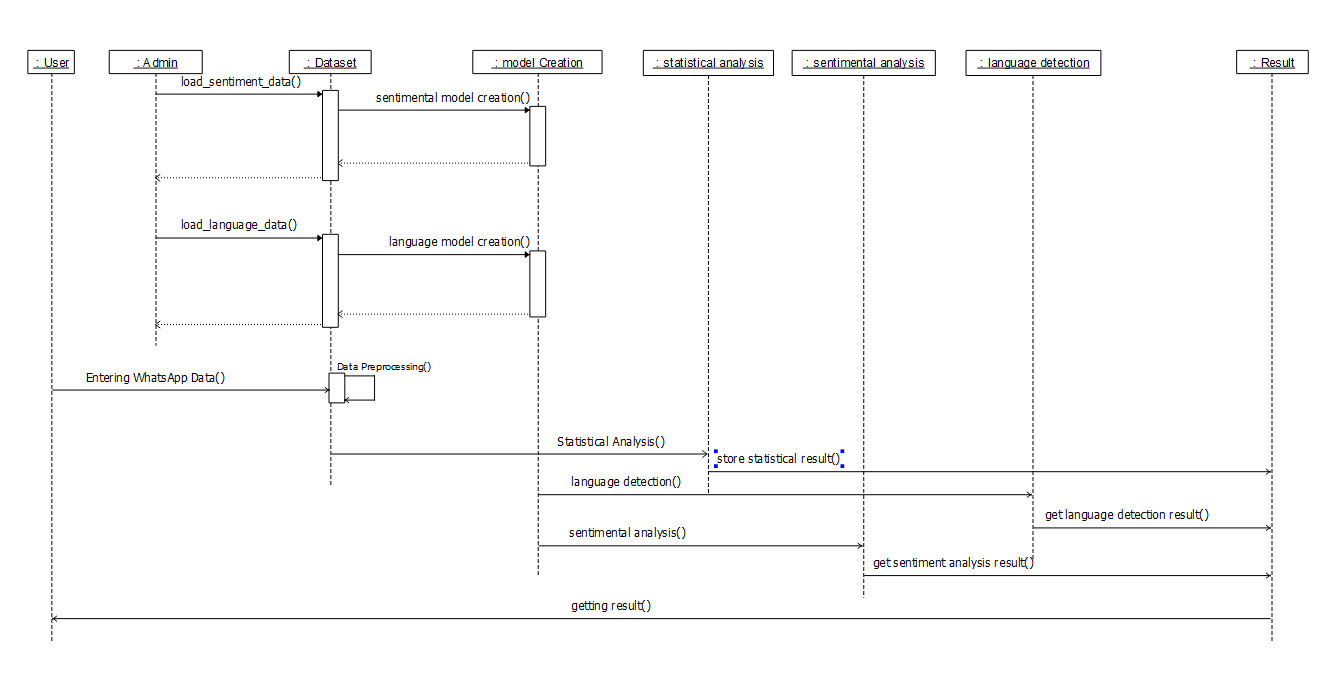 : User
: Admin
: Dataset
: model Creation
: statistical analysis
: sentimental analysis
: language detection
: Result
load_sentiment_data()
sentimental model creation()
load_language_data()
language model creation()
Data Preprocessing()
Entering WhatsApp Data()
Statistical Analysis()
store statistical result()
language detection()
get language detection result()
sentimental analysis()
get sentiment analysis result()
getting result()